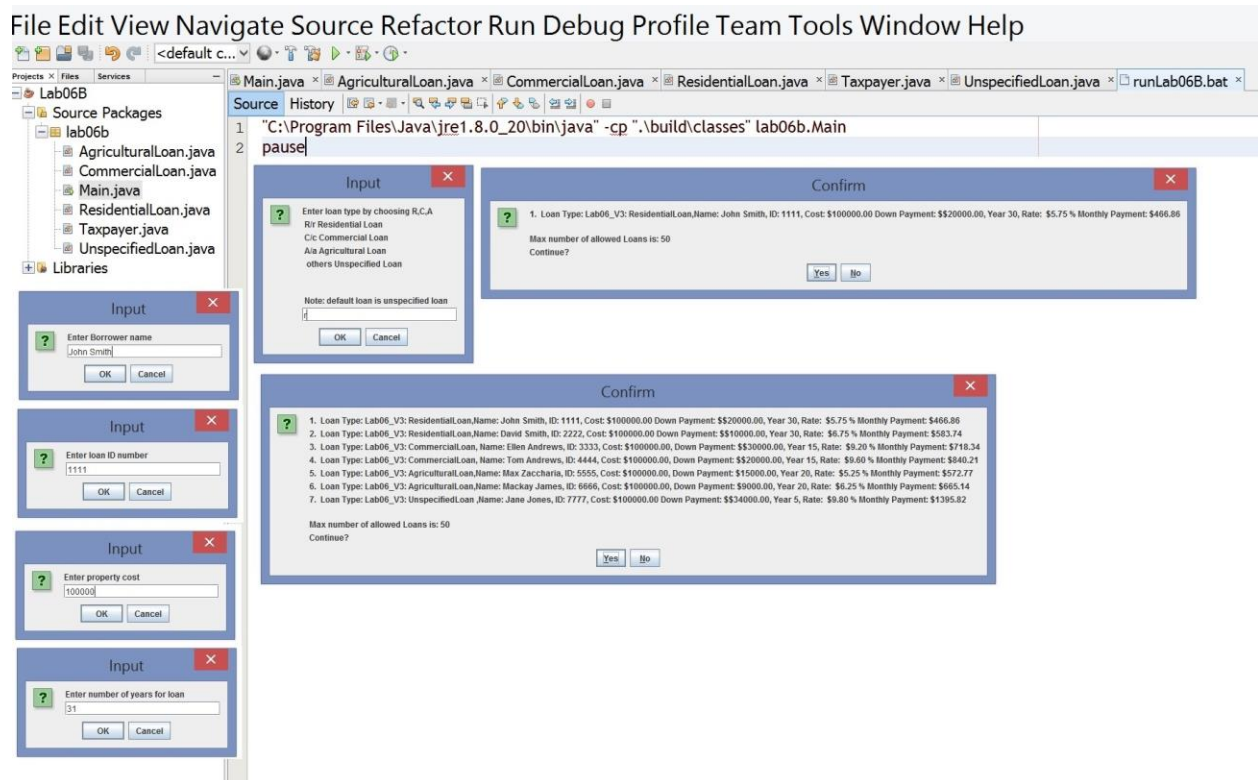 File Edit View Navigate Source Refactor Run Debug Profile Team Tools Window Help
<default c...
Projects × Files Services
Main.java × AgriculturalLoan.java × CommercialLoan.java × ResidentialLoan.java × Taxpayer.java × UnspecifiedLoan.java × runLab06B.bat ×
Lab06B
Source Packages
lab06b
AgriculturalLoan.java
CommercialLoan.java
Main.java
ResidentialLoan.java
Taxpayer.java
UnspecifiedLoan.java
Libraries
Source History
1 "C:\Program Files\Java\jre1.8.0_20\bin\java" -cp ".\build\classes" lab06b.Main
2 pause
Input
Enter loan type by choosing R,C,A
R/r Residential Loan
C/c Commercial Loan
A/a Agricultural Loan
others Unspecified Loan
Note: default loan is unspecified loan
r
OK Cancel
Confirm
1. Loan Type: Lab06_V3: ResidentialLoan,Name: John Smith, ID: 1111, Cost: $100000.00 Down Payment: $$20000.00, Year 30, Rate: $5.75 % Monthly Payment: $466.86
Max number of allowed Loans is: 50
Continue?
Yes No
Input
Enter Borrower name
John Smith
OK Cancel
Input
Enter loan ID number
1111
OK Cancel
Input
Enter property cost
100000
OK Cancel
Input
Enter number of years for loan
31
OK Cancel
Confirm
1. Loan Type: Lab06_V3: ResidentialLoan,Name: John Smith, ID: 1111, Cost: $100000.00 Down Payment: $$20000.00, Year 30, Rate: $5.75 % Monthly Payment: $466.86
2. Loan Type: Lab06_V3: ResidentialLoan,Name: David Smith, ID: 2222, Cost: $100000.00 Down Payment: $$10000.00, Year 30, Rate: $6.75 % Monthly Payment: $583.74
3. Loan Type: Lab06_V3: CommercialLoan, Name: Ellen Andrews, ID: 3333, Cost: $100000.00, Down Payment: $$30000.00, Year 15, Rate: $9.20 % Monthly Payment: $718.34
4. Loan Type: Lab06_V3: CommercialLoan, Name: Tom Andrews, ID: 4444, Cost: $100000.00, Down Payment: $$20000.00, Year 15, Rate: $9.60 % Monthly Payment: $840.21
5. Loan Type: Lab06_V3: AgriculturalLoan,Name: Max Zaccharia, ID: 5555, Cost: $100000.00, Down Payment: $15000.00, Year 20, Rate: $5.25 % Monthly Payment: $572.77
6. Loan Type: Lab06_V3: AgriculturalLoan,Name: Mackay James, ID: 6666, Cost: $100000.00, Down Payment: $9000.00, Year 20, Rate: $6.25 % Monthly Payment: $665.14
7. Loan Type: Lab06_V3: UnspecifiedLoan ,Name: Jane Jones, ID: 7777, Cost: $100000.00 Down Payment: $$34000.00, Year 5, Rate: $9.80 % Monthly Payment: $1395.82
Max number of allowed Loans is: 50
Continue?
Yes No